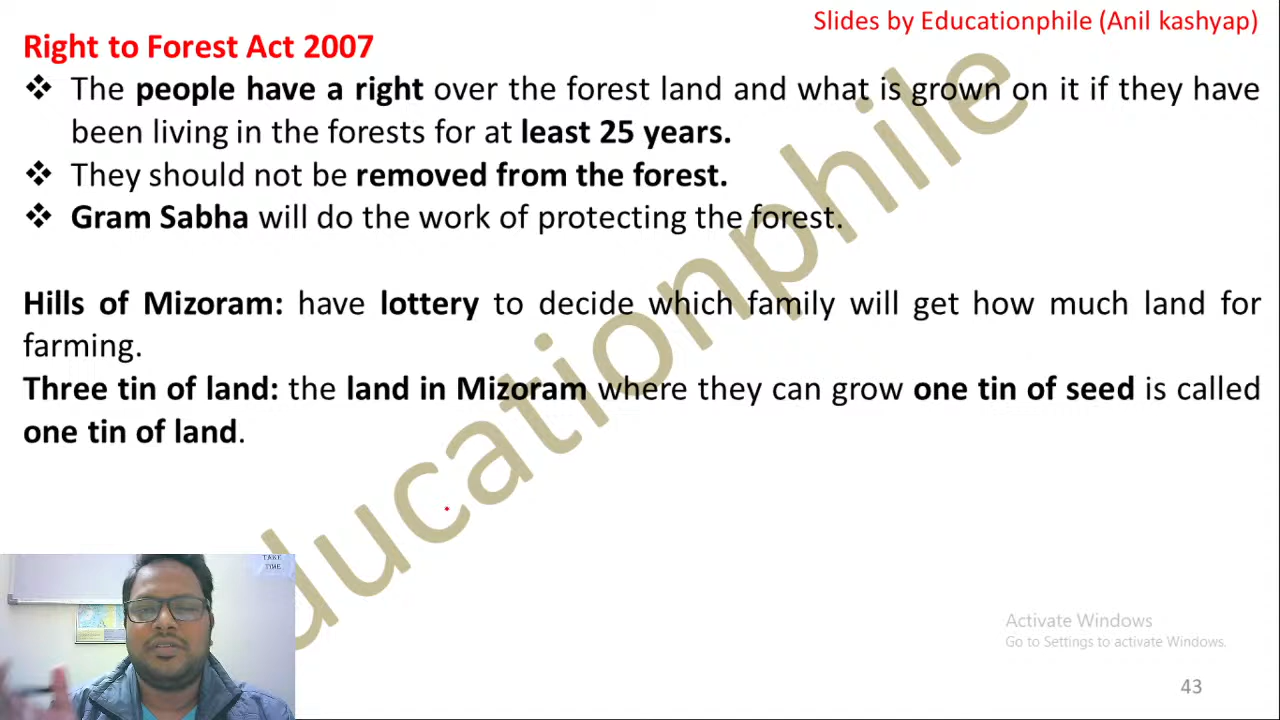 Slides by Educationphile (Anil kashyap)
Right to Forest Act 2007
❖ The people have a right over the forest land and what is grown on it if they have
been living in the forests for at least 25 years.
❖ They should not be removed from the forest.
❖ Gram Sabha will do the work of protecting the forest.
Hills of Mizoram: have lottery to decide which family will get how much land for
farming.
Three tin of land: the land in Mizoram where they can grow one tin of seed is called
one tin of land.
Educationphile
TAKE
TIME
Activate Windows
Go to Settings to activate Windows.
43